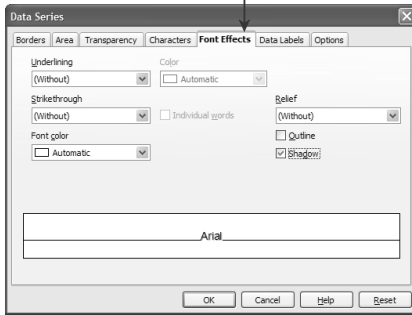 Data Series
Borders Area Transparency Characters Font Effects Data Labels Options
Underlining Color
(Without) Automatic
Strikethrough Relief
(Without) Individual words (Without)
Font color Outline
Automatic Shadow
Arial
OK Cancel Help Reset